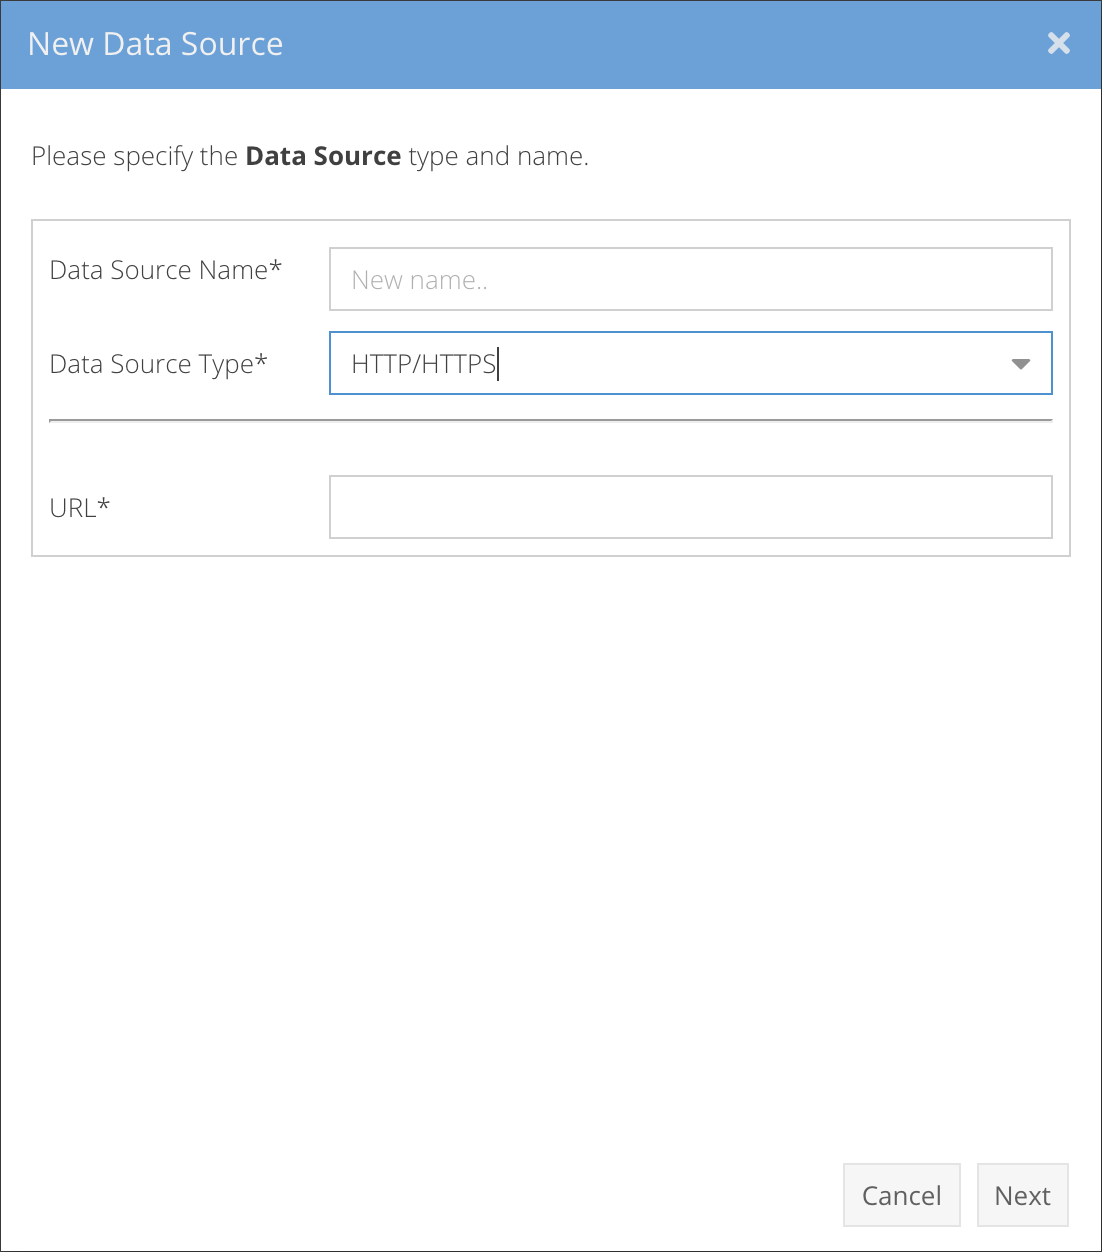 New Data Source
Please specify the Data Source type and name.
Data Source Name* New name..
Data Source Type* HTTP/HTTPS
URL*
Cancel Next